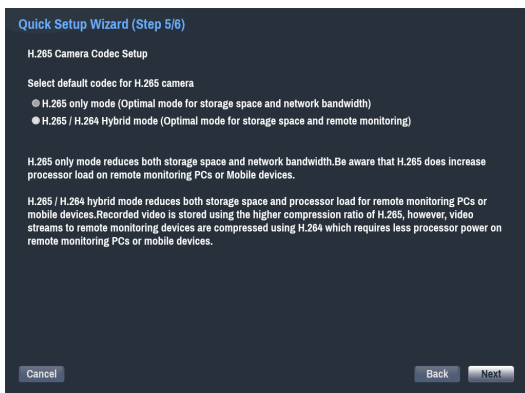 Quick Setup Wizard (Step 5/6)
H.265 Camera Codec Setup
Select default codec for H.265 camera
H.265 only mode (Optimal mode for storage space and network bandwidth)
H.265 / H.264 Hybrid mode (Optimal mode for storage space and remote monitoring)
H.265 only mode reduces both storage space and network bandwidth.Be aware that H.265 does increase
processor load on remote monitoring PCs or Mobile devices.
H.265 / H.264 hybrid mode reduces both storage space and processor load for remote monitoring PCs or
mobile devices.Recorded video is stored using the higher compression ratio of H.265, however, video
streams to remote monitoring devices are compressed using H.264 which requires less processor power on
remote monitoring PCs or mobile devices.
Cancel Back Next